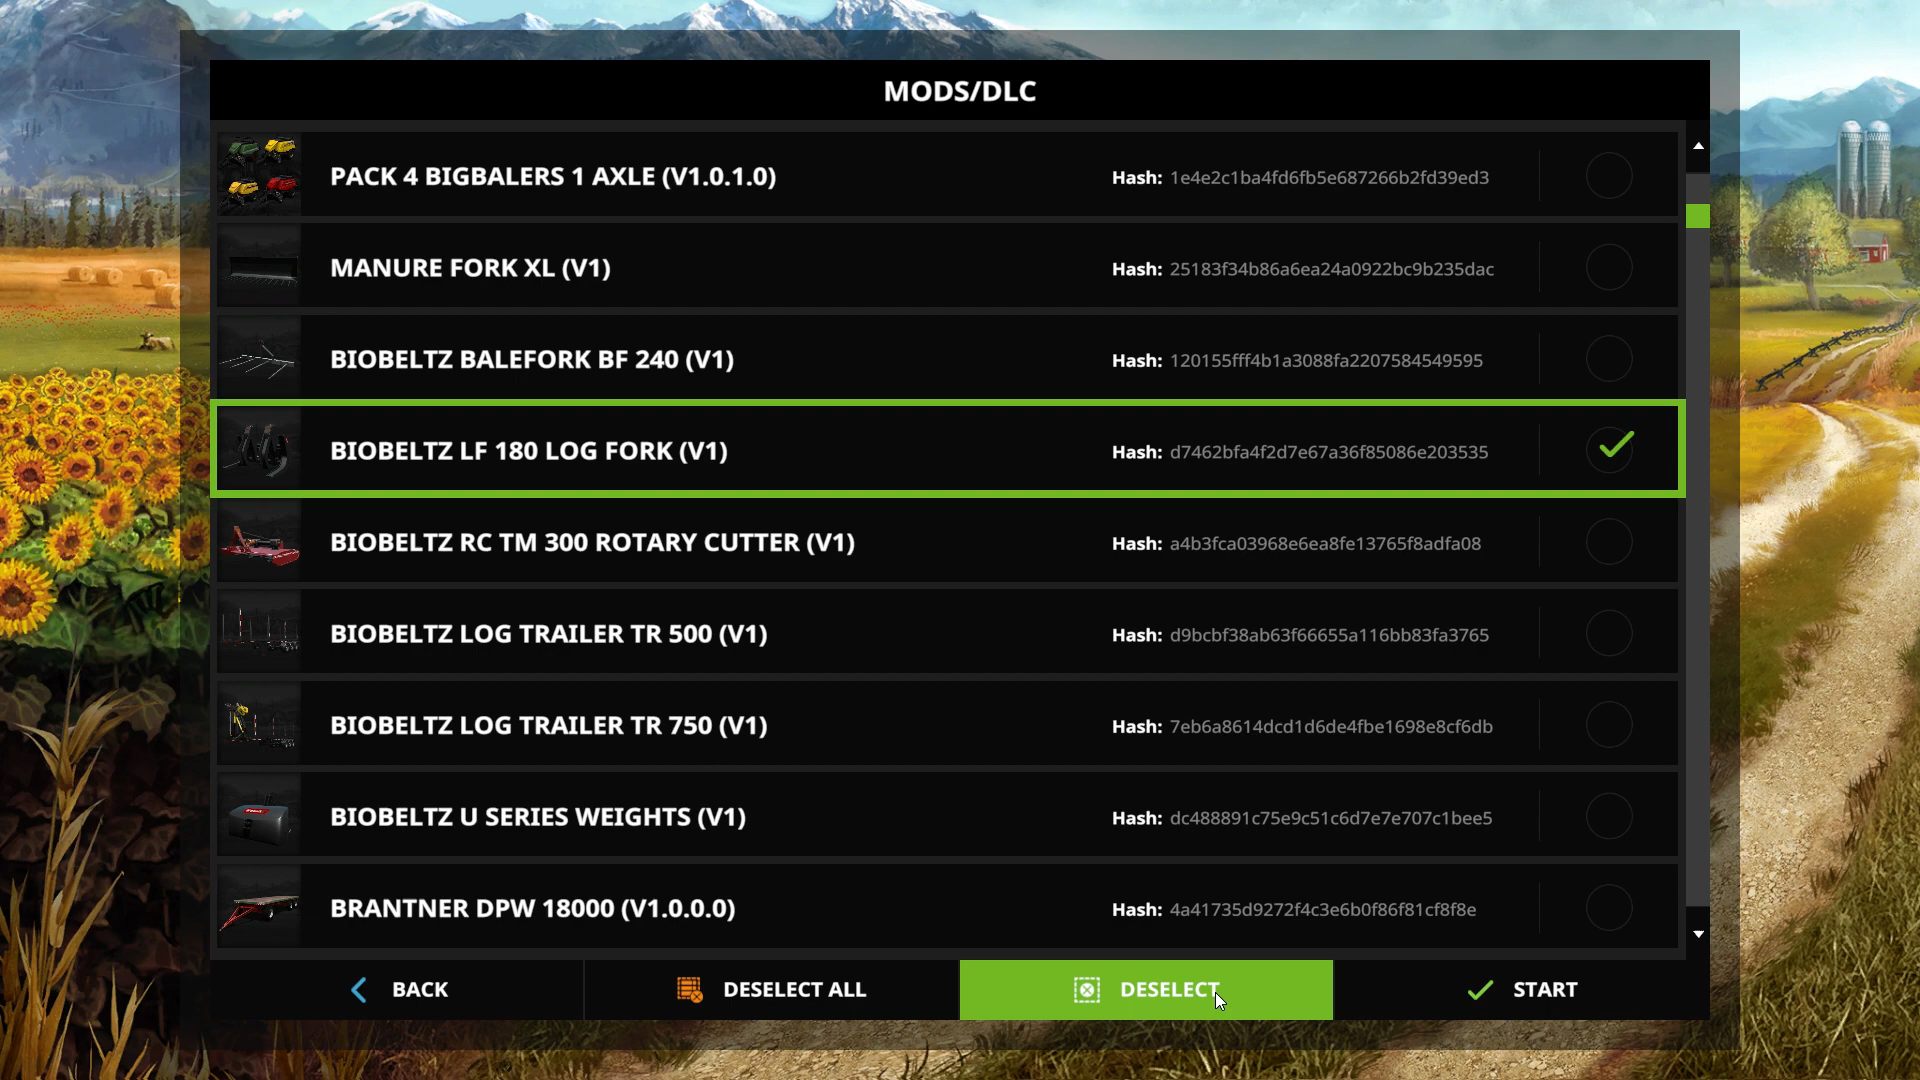 MODS/DLC
PACK 4 BIGBALERS 1 AXLE (V1.0.1.0) Hash: 1e4e2c1ba4fd6fb5e687266b2fd39ed3
MANURE FORK XL (V1) Hash: 25183f34b86a6ea24a0922bc9b235dac
BIOBELTZ BALEFORK BF 240 (V1) Hash: 120155fff4b1a3088fa2207584549595
BIOBELTZ LF 180 LOG FORK (V1) Hash: d7462bfa4f2d7e67a36f85086e203535
BIOBELTZ RC TM 300 ROTARY CUTTER (V1) Hash: a4b3fca03968e6ea8fe13765f8adfa08
BIOBELTZ LOG TRAILER TR 500 (V1) Hash: d9bcbf38ab63f66655a116bb83fa3765
BIOBELTZ LOG TRAILER TR 750 (V1) Hash: 7eb6a8614dcd1d6de4fbe1698e8cf6db
BIOBELTZ U SERIES WEIGHTS (V1) Hash: dc488891c75e9c51c6d7e7e707c1bee5
BRANTNER DPW 18000 (V1.0.0.0) Hash: 4a41735d9272f4c3e6b0f86f81cf8f8e
BACK DESELECT ALL DESELECT START